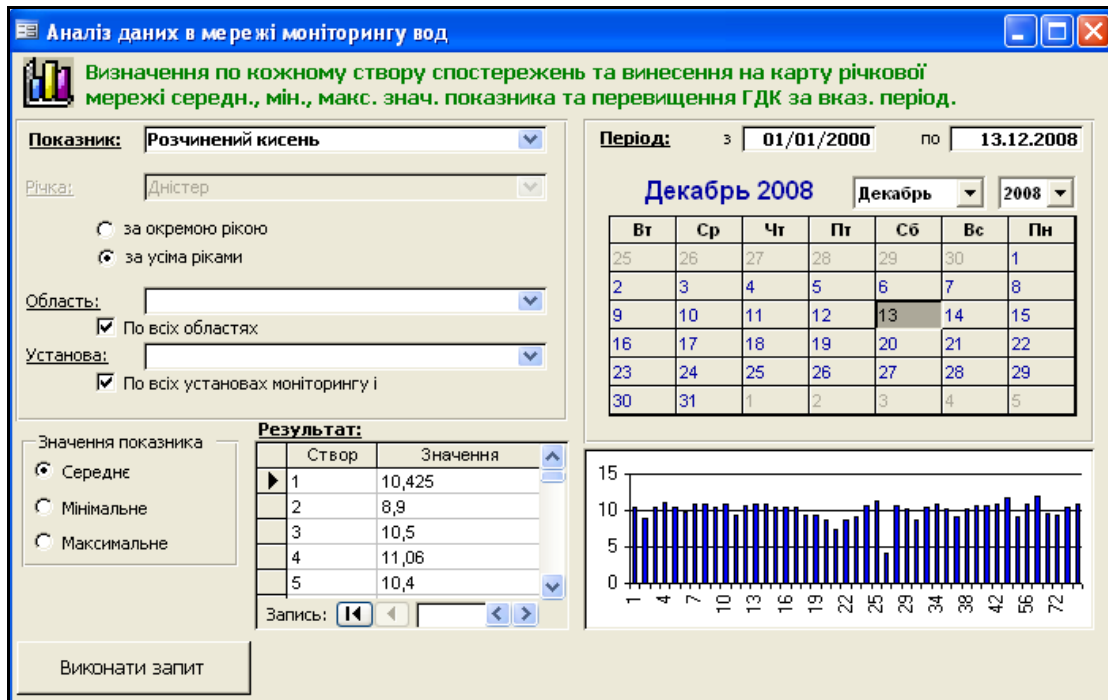 Аналіз даних в мережі моніторингу вод
Визначення по кожному створу спостережень та винесення на карту річкової
мережі середн., мін., макс. знач. показника та перевищення ГДК за вказ. період.
Показник: Розчинений кисень
Річка: Дністер
за окремою рікою
за усіма ріками
Область:
По всіх областях
Установа:
По всіх установах моніторингу і
Період: з 01/01/2000 по 13.12.2008
Декабрь 2008 Декабрь 2008
Вт Ср Чт Пт Сб Вс Пн
25 26 27 28 29 30 1
2 3 4 5 6 7 8
9 10 11 12 13 14 15
16 17 18 19 20 21 22
23 24 25 26 27 28 29
30 31 1 2 3 4 5
Значення показника
Середнє
Мінімальне
Максимальне
Результат:
Створ Значення
1 10,425
2 8,9
3 10,5
4 11,06
5 10,4
Запись:
15
10
5
0
1 4 7 10 13 16 19 22 25 29 34 38 42 56 72
Виконати запит